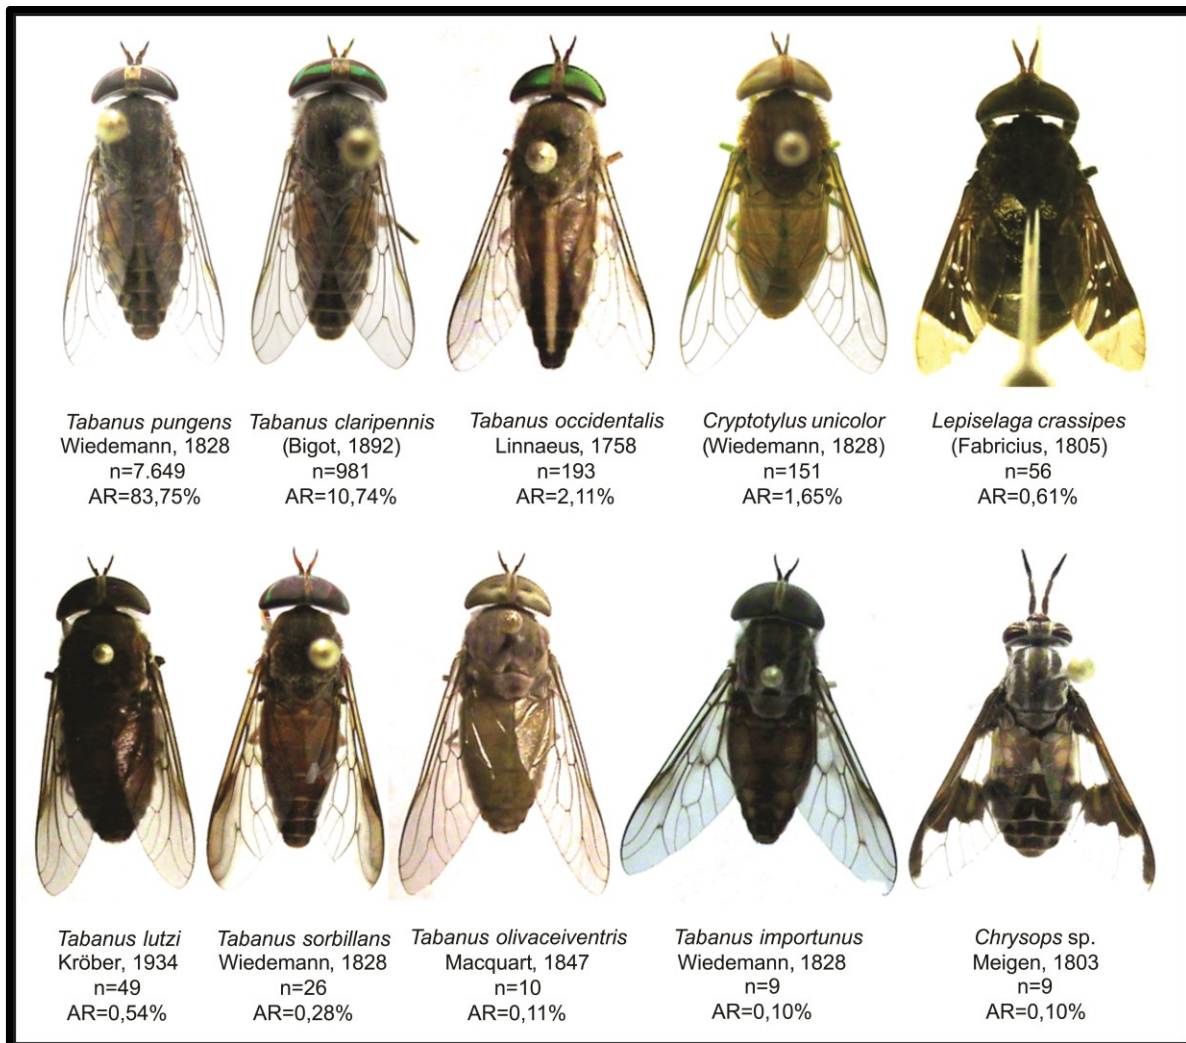 Tabanus pungens
Wiedemann, 1828
n=7.649
AR=83,75%
Tabanus claripennis
(Bigot, 1892)
n=981
AR=10,74%
Tabanus occidentalis
Linnaeus, 1758
n=193
AR=2,11%
Cryptotylus unicolor
(Wiedemann, 1828)
n=151
AR=1,65%
Lepiselaga crassipes
(Fabricius, 1805)
n=56
AR=0,61%
Tabanus lutzi
Kröber, 1934
n=49
AR=0,54%
Tabanus sorbillans
Wiedemann, 1828
n=26
AR=0,28%
Tabanus olivaceiventris
Macquart, 1847
n=10
AR=0,11%
Tabanus importunus
Wiedemann, 1828
n=9
AR=0,10%
Chrysops sp.
Meigen, 1803
n=9
AR=0,10%